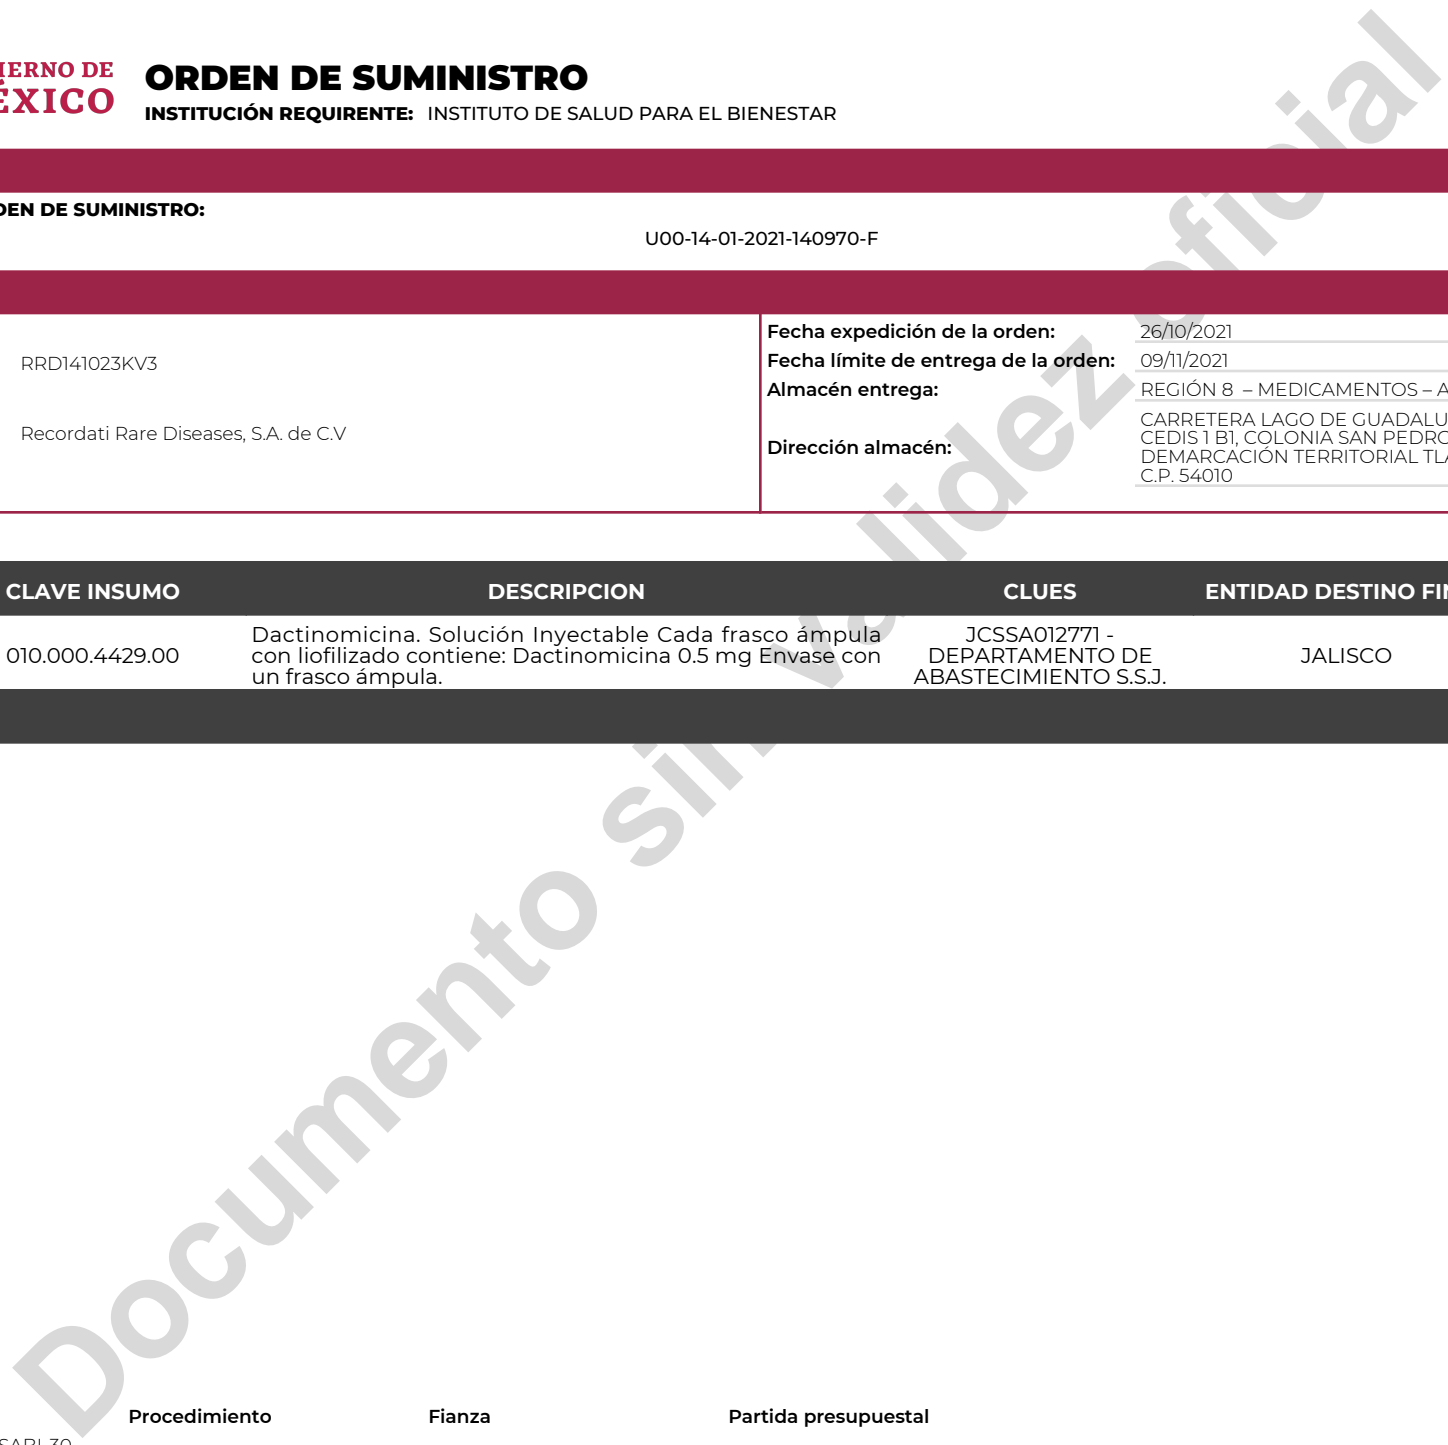 IERNO DE
ÉXICO
ORDEN DE SUMINISTRO
INSTITUCIÓN REQUIRENTE: INSTITUTO DE SALUD PARA EL BIENESTAR
DEN DE SUMINISTRO:
U00-14-01-2021-140970-F
RRD141023KV3
Recordati Rare Diseases, S.A. de C.V
Fecha expedición de la orden: 26/10/2021
Fecha límite de entrega de la orden: 09/11/2021
Almacén entrega: REGIÓN 8 – MEDICAMENTOS – A
Dirección almacén:
CARRETERA LAGO DE GUADALU
CEDIS 1 B1, COLONIA SAN PEDRO
DEMARCACIÓN TERRITORIAL TLA
C.P. 54010
CLAVE INSUMO DESCRIPCION CLUES ENTIDAD DESTINO FIN
010.000.4429.00
Dactinomicina. Solución Inyectable Cada frasco ámpula
con liofilizado contiene: Dactinomicina 0.5 mg Envase con
un frasco ámpula.
JCSSA012771 -
DEPARTAMENTO DE
ABASTECIMIENTO S.S.J.
JALISCO
Documento sin validez oficial
Procedimiento Fianza Partida presupuestal